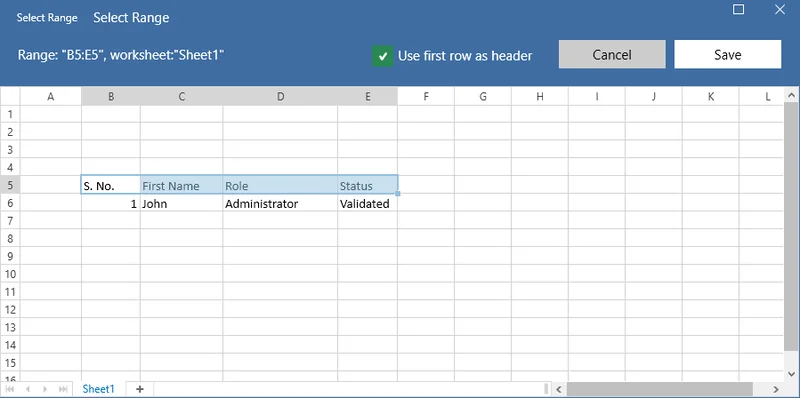 Select Range Select Range
Range: "B5:E5", worksheet:"Sheet1" Use first row as header Cancel Save
A B C D E F G H I J K L
1
2
3
4
5 S. No. First Name Role Status
6 1 John Administrator Validated
7
8
9
10
11
12
13
14
15
16
Sheet1 +